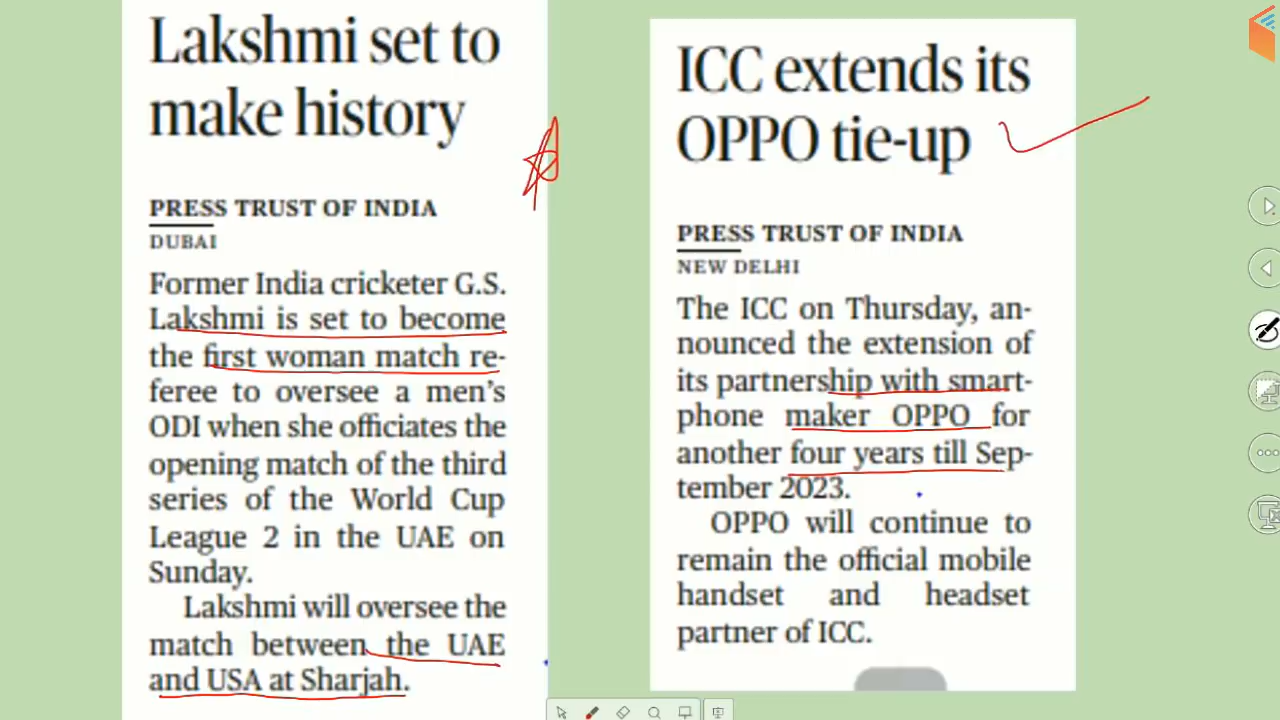 Lakshmi set to
make history
PRESS TRUST OF INDIA
DUBAI
Former India cricketer G.S.
Lakshmi is set to become
the first woman match re-
feree to oversee a men's
ODI when she officiates the
opening match of the third
series of the World Cup
League 2 in the UAE on
Sunday.
Lakshmi will oversee the
match between the UAE
and USA at Sharjah.
ICC extends its
OPPO tie-up
PRESS TRUST OF INDIA
NEW DELHI
The ICC on Thursday, an-
nounced the extension of
its partnership with smart-
phone maker OPPO for
another four years till Sep-
tember 2023.
OPPO will continue to
remain the official mobile
handset and headset
partner of ICC.